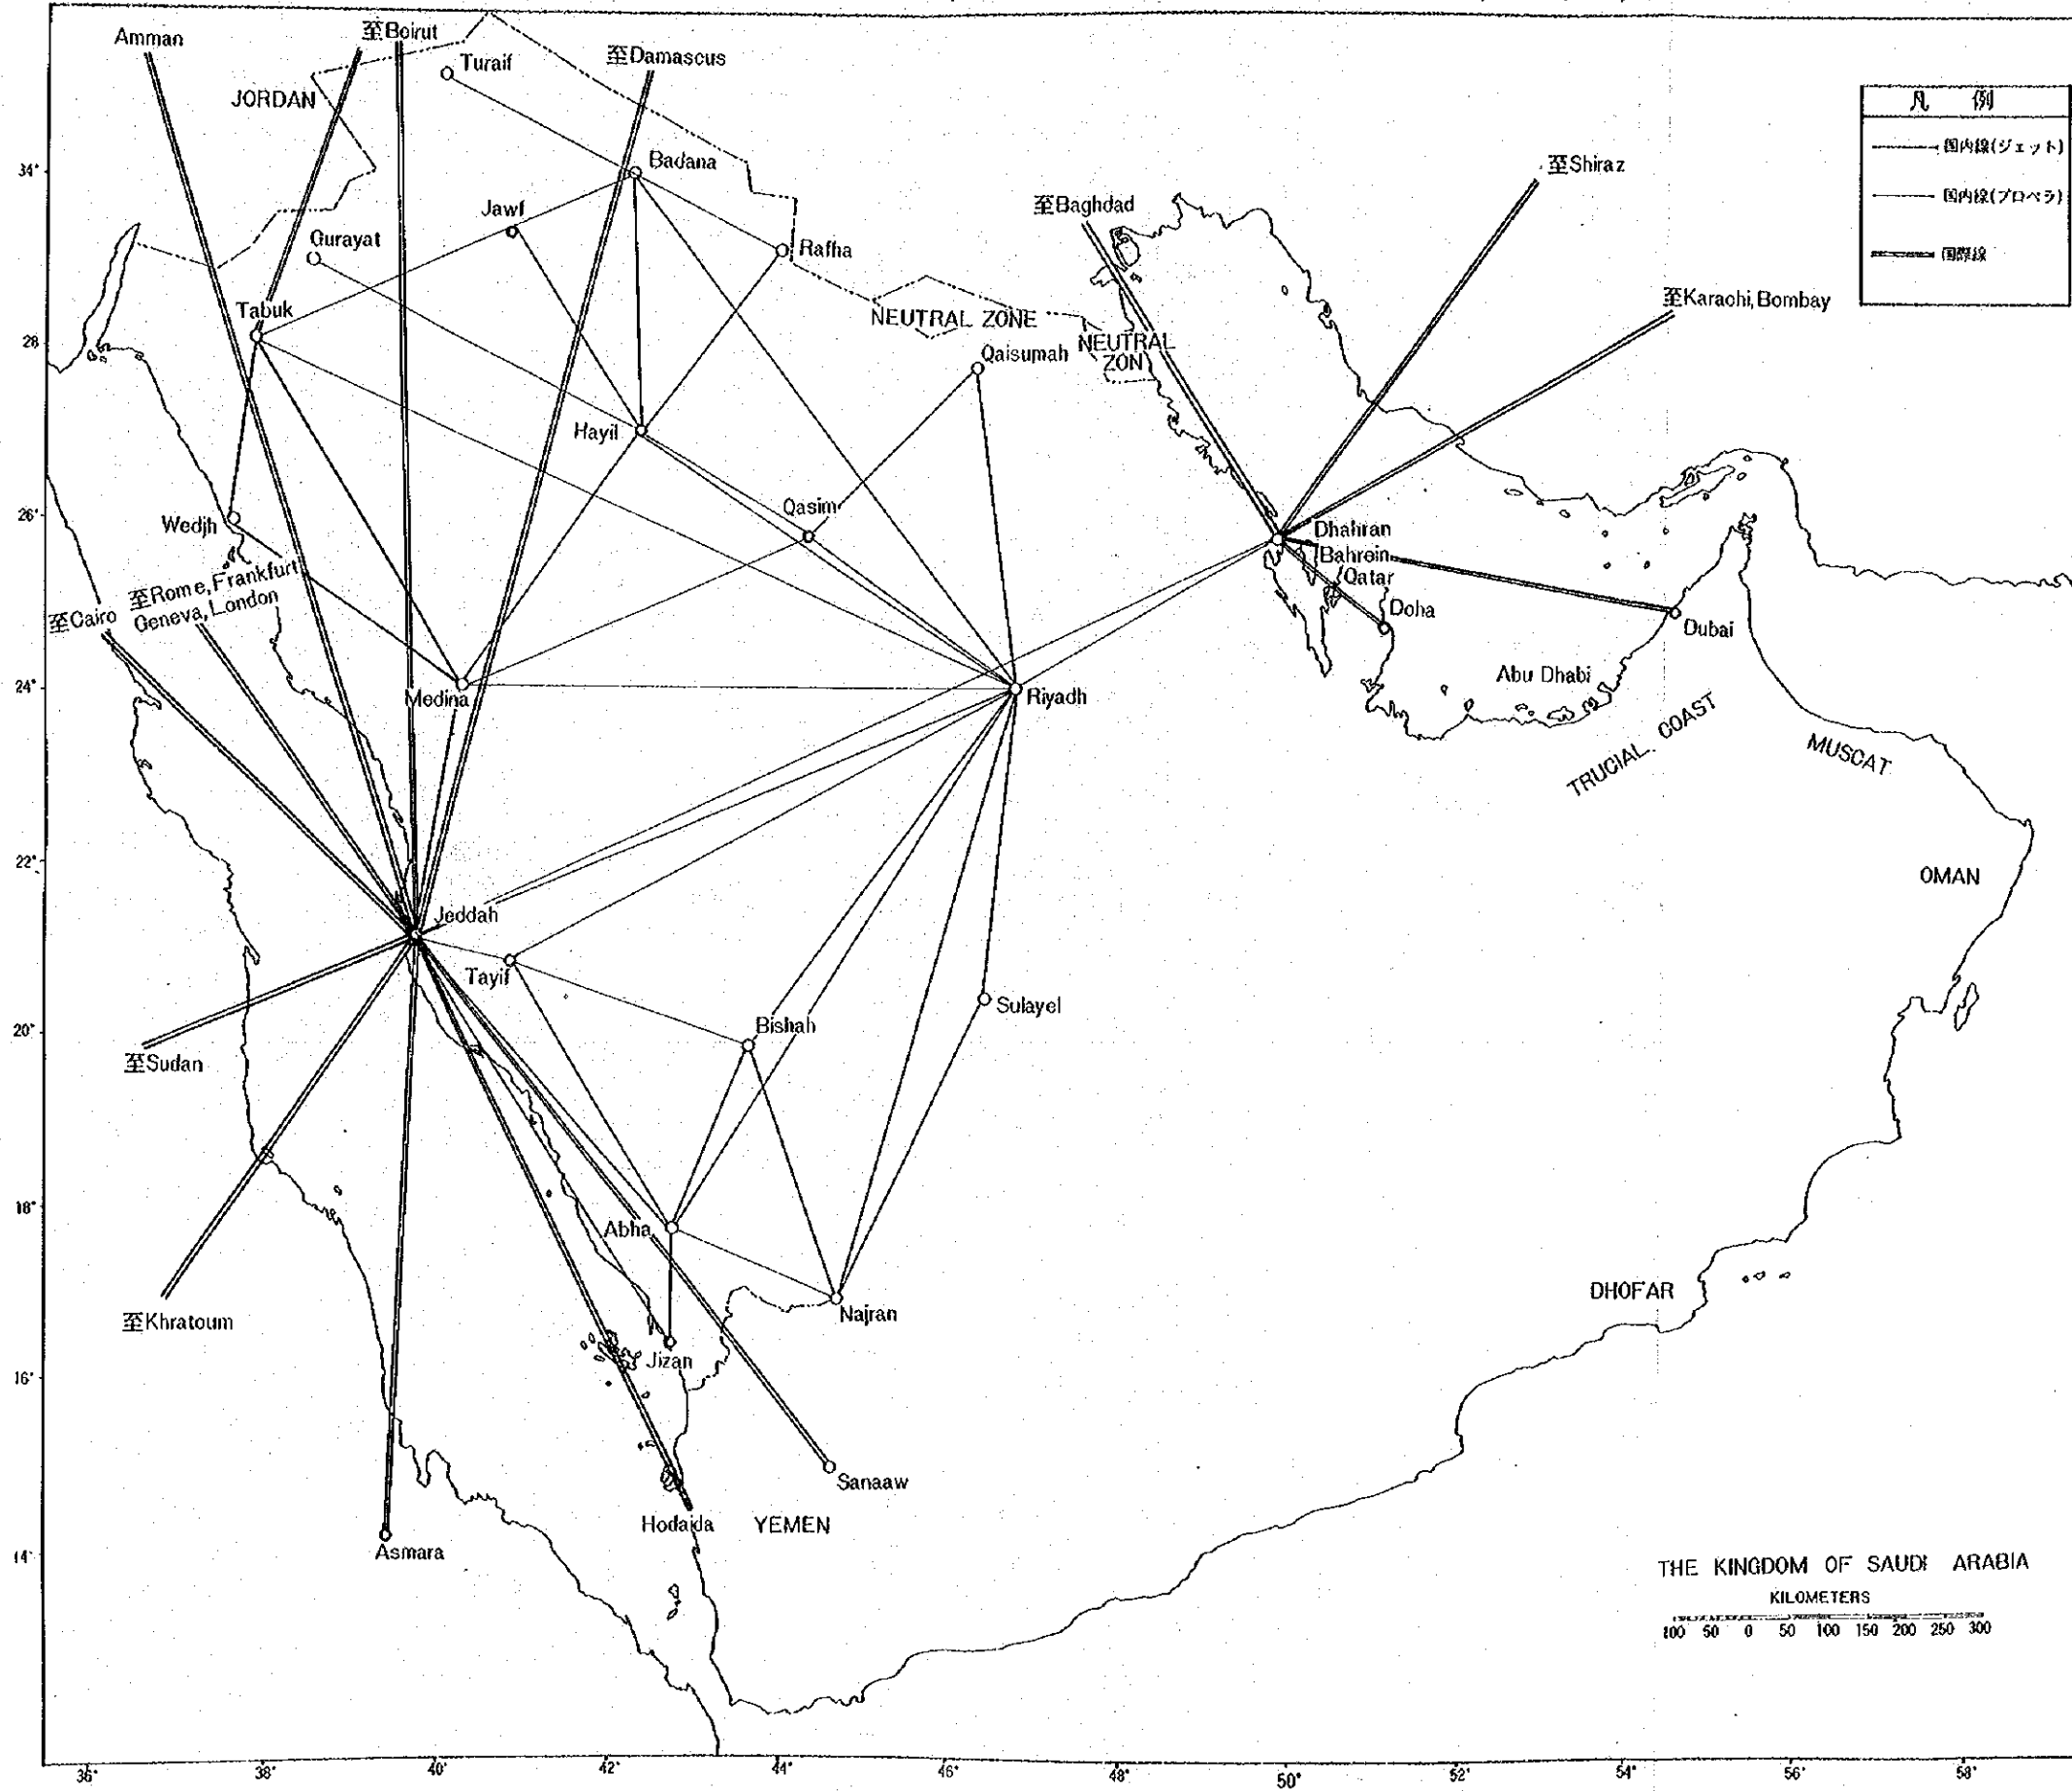 Amman
至Boirut
Turaif
至Damascus
JORDAN
凡 例
国内線(ジェット)
国内線(プロペラ)
国際線
34°
Badana
至Shiraz
Jawf
至Baghdad
Gurayat
Rafha
至Karachi,Bombay
Tabuk
28
NEUTRAL ZONE
NEUTRAL
ZON
Qaisumah
Hayil
26°
Qasim
Wedjh
Dhahran
Bahrein
Qatar
至Rome,Frankfurt
Geneva,London
至Cairo
Doha
Dubai
24°
Medina
Riyadh
Abu Dhabi
TRUCIAL COAST
MUSCAT
22°
OMAN
Jeddah
Tayif
Sulayel
20°
Bishah
至Sudan
18°
Abha
DHOFAR
至Khratoum
Najran
16°
Jizan
Sanaaw
Hodaida
YEMEN
14°
Asmara
THE KINGDOM OF SAUDI ARABIA
KILOMETERS
100 50 0 50 100 150 200 250 300
36° 38° 40° 42° 44° 46° 48° 50° 52° 54° 56° 58°